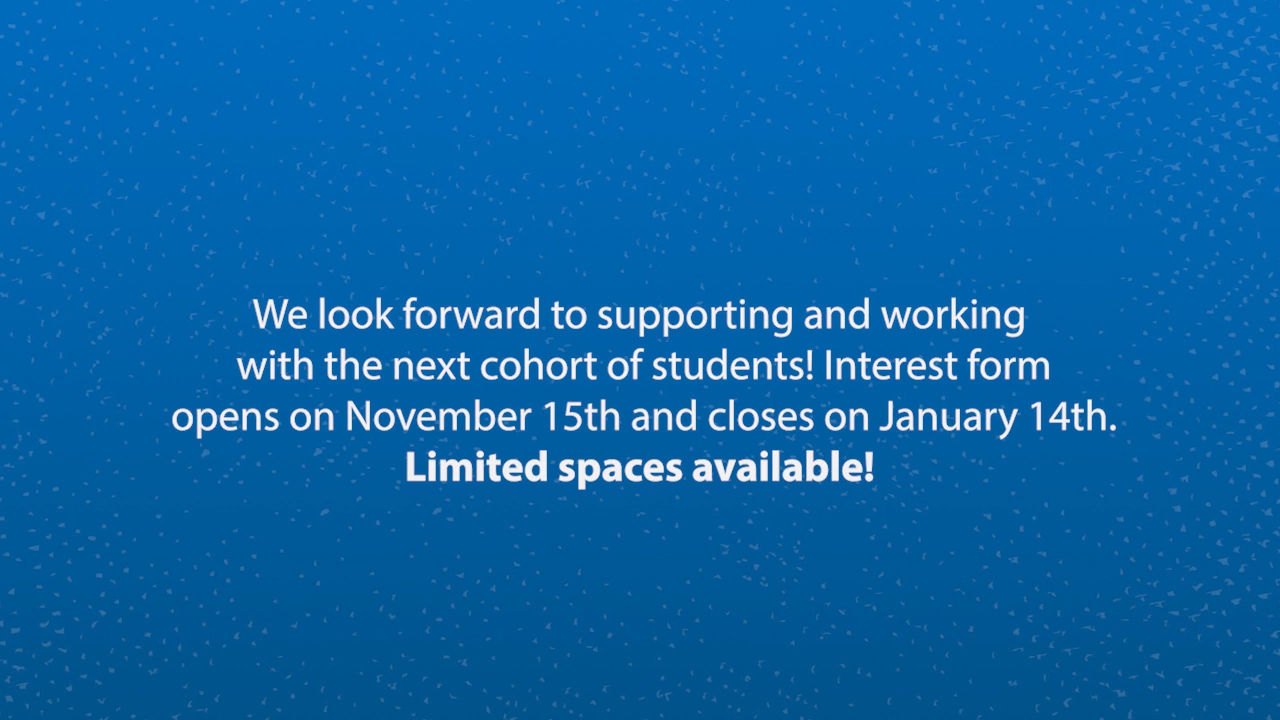 We look forward to supporting and working
with the next cohort of students! Interest form
opens on November 15th and closes on January 14th.
Limited spaces available!